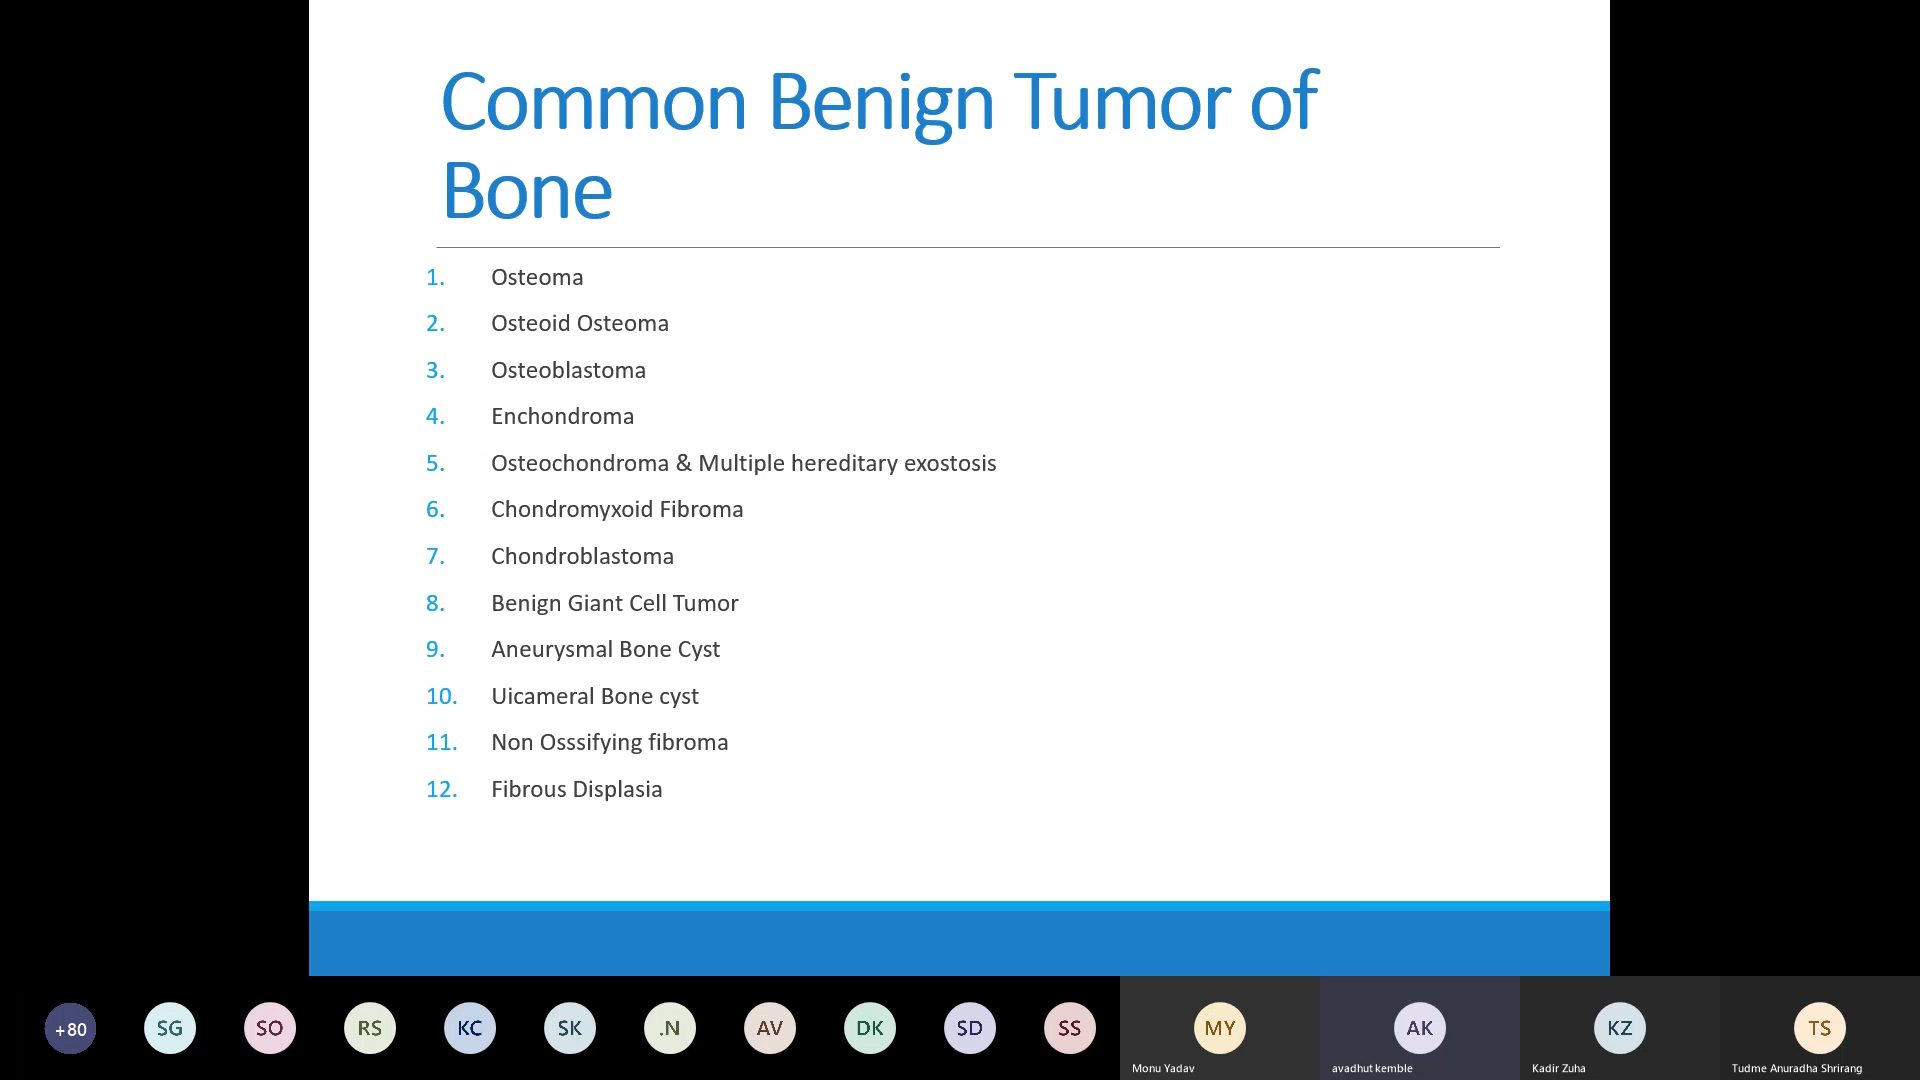 Common Benign Tumor of
Bone
1. Osteoma
2. Osteoid Osteoma
3. Osteoblastoma
4. Enchondroma
5. Osteochondroma & Multiple hereditary exostosis
6. Chondromyxoid Fibroma
7. Chondroblastoma
8. Benign Giant Cell Tumor
9. Aneurysmal Bone Cyst
10. Uicameral Bone cyst
11. Non Osssifying fibroma
12. Fibrous Displasia
+80 SG SO RS KC SK .N AV DK SD SS MY AK KZ TS
Monu Yadav avadhut kemble Kadir Zuha Tudme Anuradha Shrirang